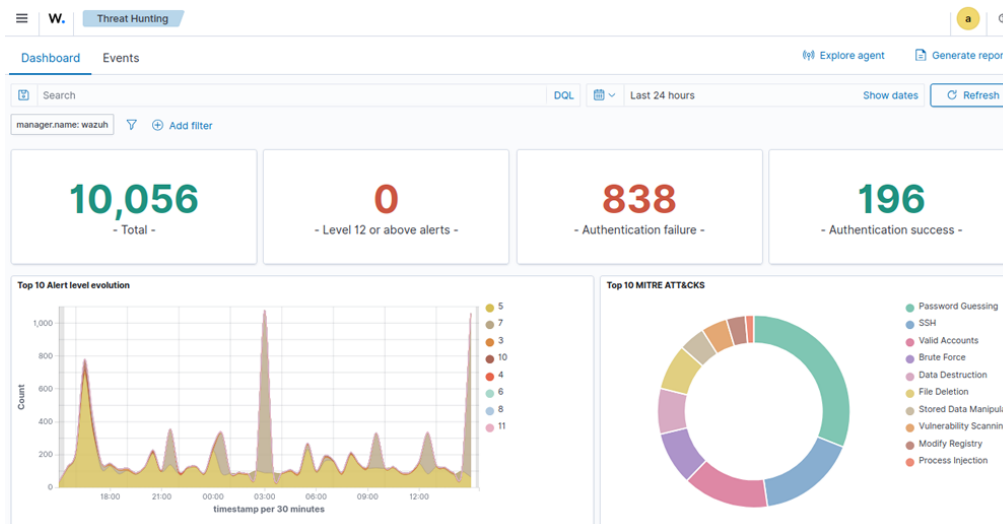 W. Threat Hunting a
Dashboard Events Explore agent Generate repor
Search DQL Last 24 hours Show dates Refresh
manager.name: wazuh Add filter
10,056 0 838 196
- Total - - Level 12 or above alerts - - Authentication failure - - Authentication success -
Top 10 Alert level evolution
5
7
3
10
4
6
8
11
1,000
800
600
400
200
0
Count
18:00 21:00 00:00 03:00 06:00 09:00 12:00
timestamp per 30 minutes
Top 10 MITRE ATT&CKS
Password Guessing
SSH
Valid Accounts
Brute Force
Data Destruction
File Deletion
Stored Data Manipula
Vulnerability Scannin
Modify Registry
Process Injection